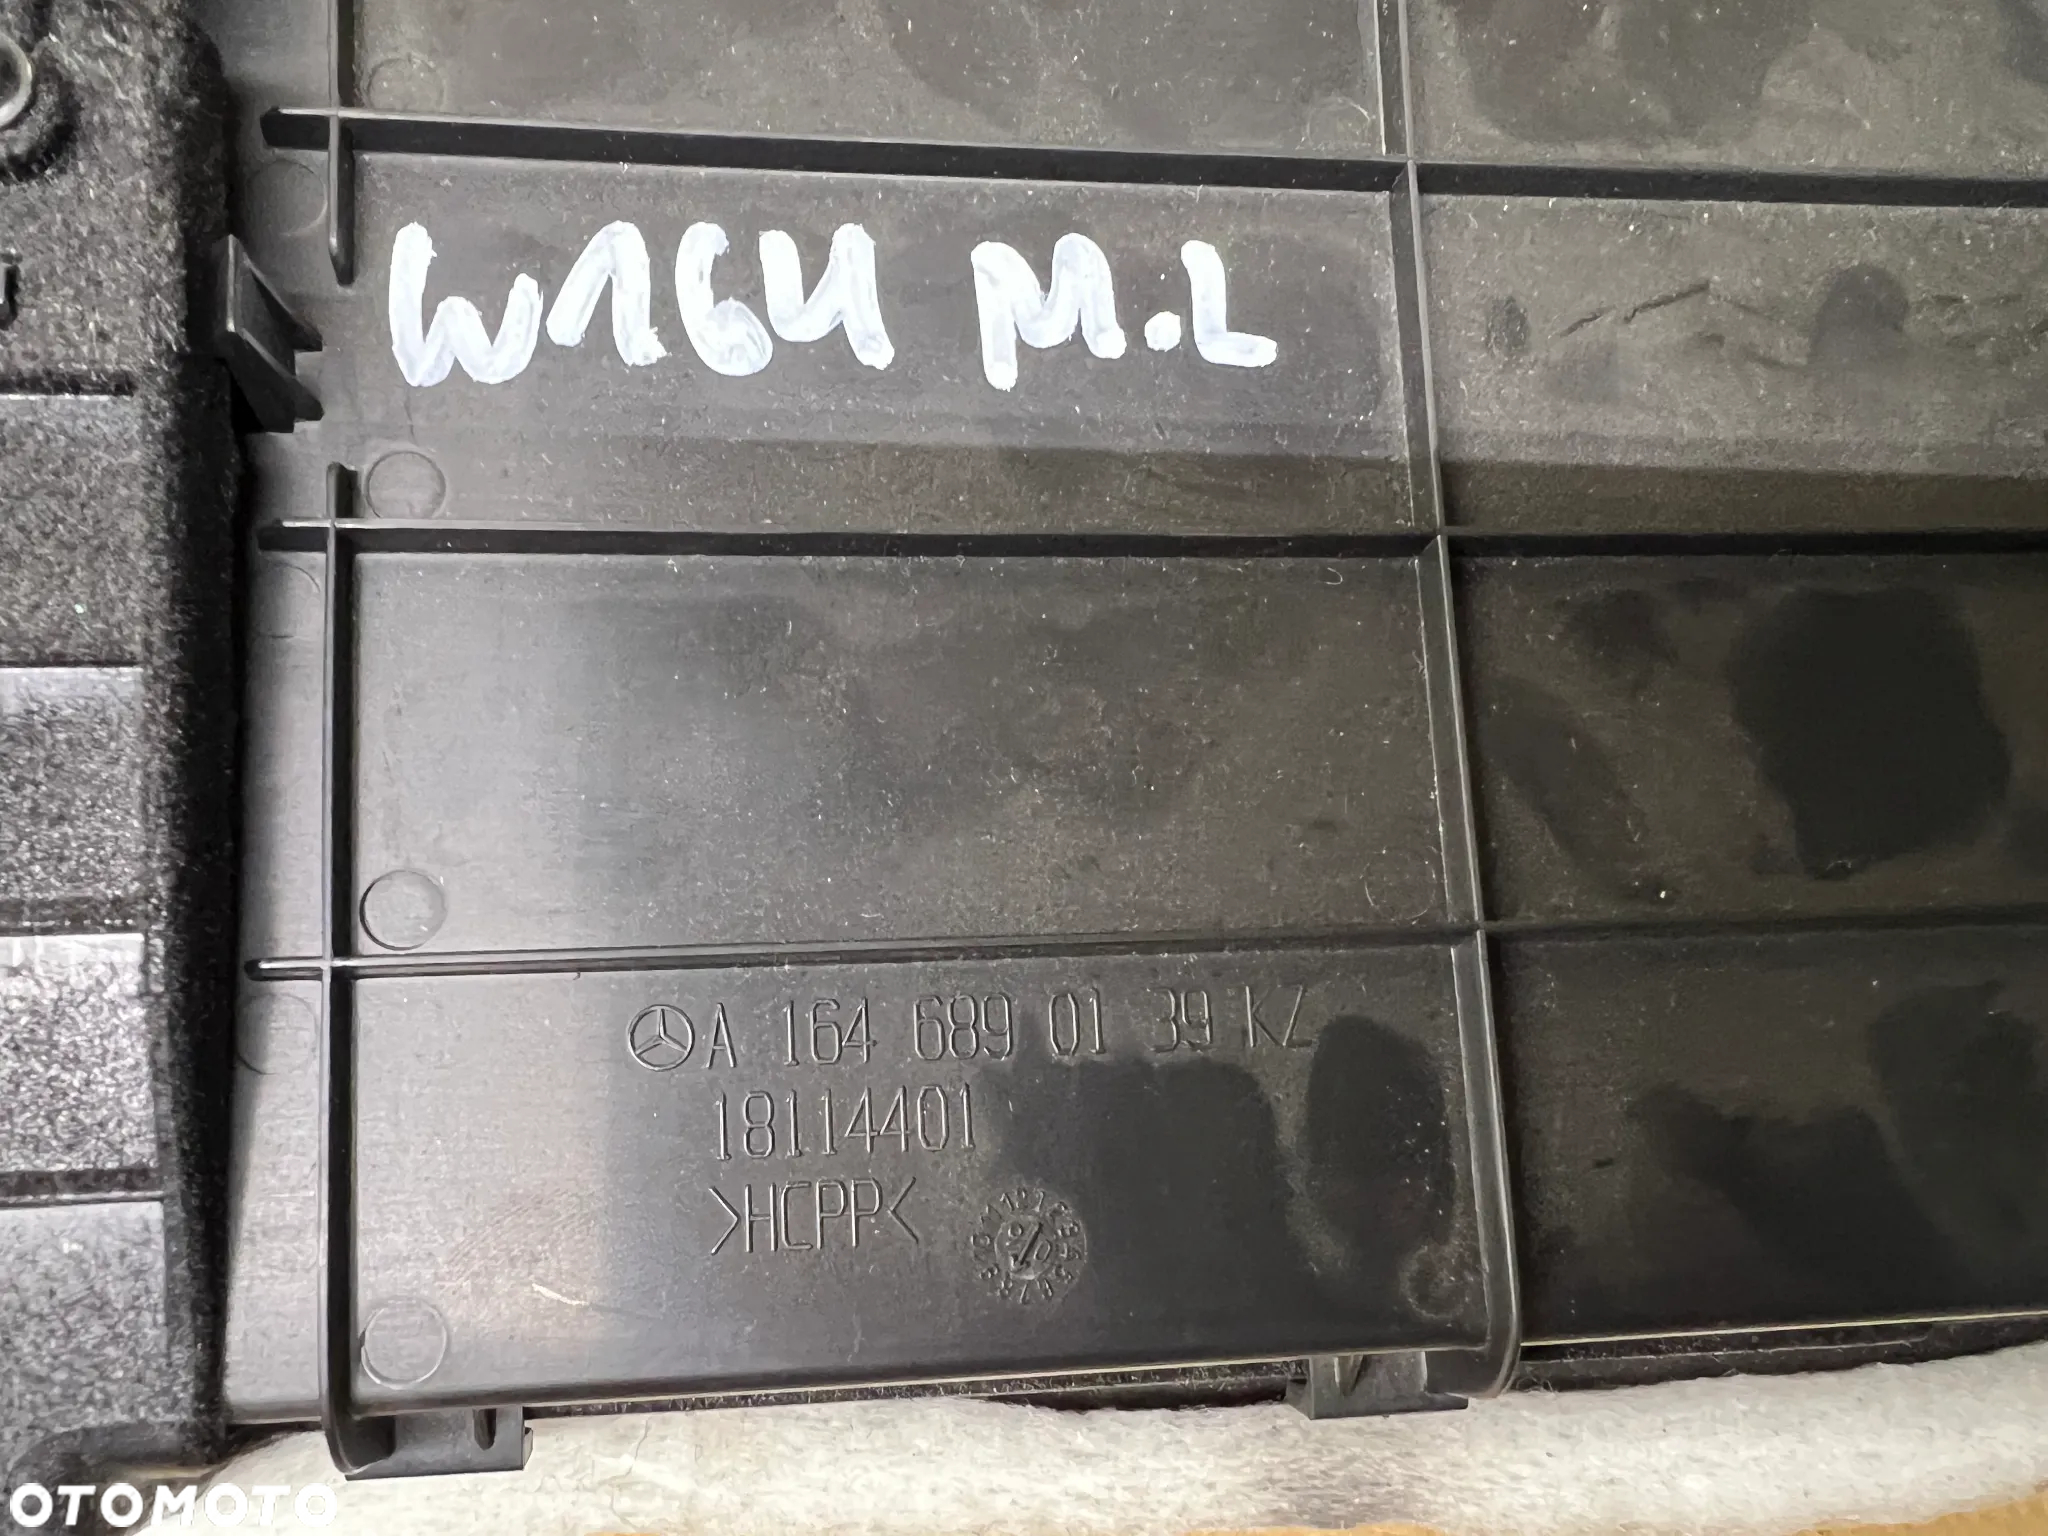 W164 M.L
A 164 689 01 39 KZ
18114401
>HCPP<
OTOMOTO